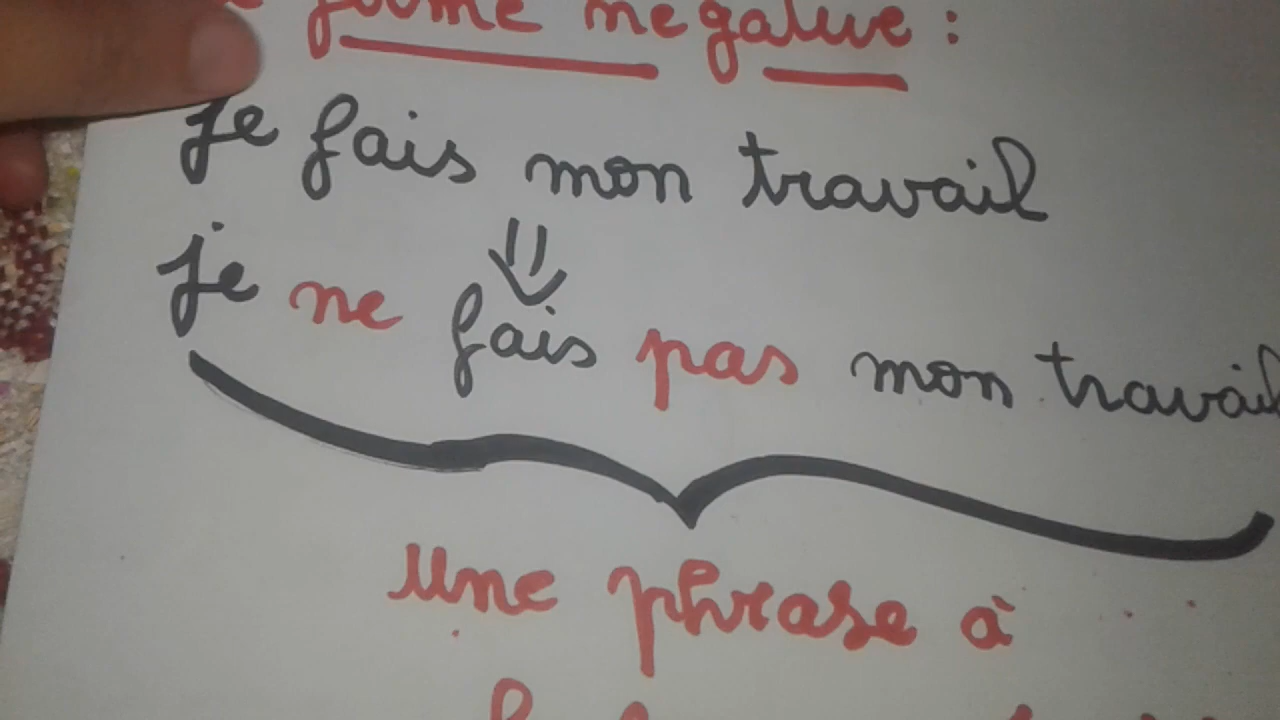 forme négative :
je fais mon travail
je ne fais pas mon travail
Une phrase à